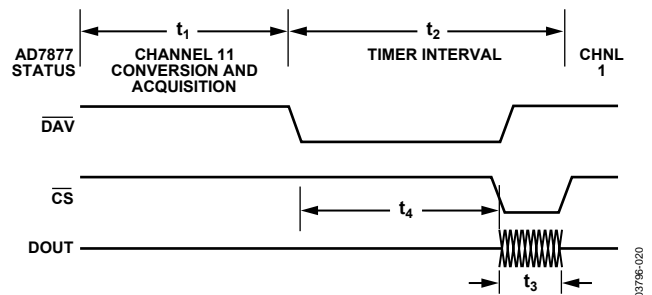 t1
t2
AD7877
STATUS
CHANNEL 11
CONVERSION AND
ACQUISITION
TIMER INTERVAL
CHNL
1
DAV
CS
t4
DOUT
t3
03796-020